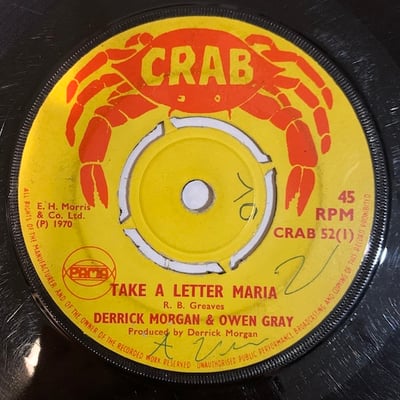 CRAB
E. H. Morris
& Co. Ltd.
(P) 1970
45
RPM
CRAB 52(1)
PAMA
TAKE A LETTER MARIA
R. B. Greaves
DERRICK MORGAN & OWEN GRAY
Produced by Derrick Morgan
ALL RIGHTS OF THE MANUFACTURER AND OF THE OWNER OF THE RECORDED WORK RESERVED · UNAUTHORISED PUBLIC PERFORMANCE, BROADCASTING AND COPYING OF THIS RECORD PROHIBITED